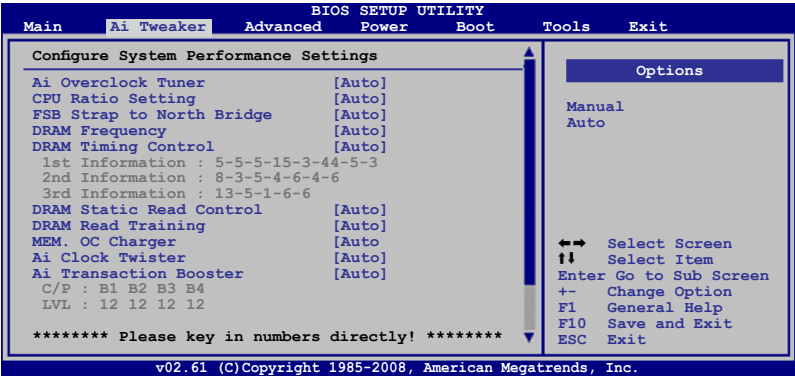 BIOS SETUP UTILITY
Main Ai Tweaker Advanced Power Boot Tools Exit
Configure System Performance Settings
Ai Overclock Tuner [Auto]
CPU Ratio Setting [Auto]
FSB Strap to North Bridge [Auto]
DRAM Frequency [Auto]
DRAM Timing Control [Auto]
1st Information : 5-5-5-15-3-44-5-3
2nd Information : 8-3-5-4-6-4-6
3rd Information : 13-5-1-6-6
DRAM Static Read Control [Auto]
DRAM Read Training [Auto]
MEM. OC Charger [Auto
Ai Clock Twister [Auto]
Ai Transaction Booster [Auto]
C/P : B1 B2 B3 B4
LVL : 12 12 12 12
******** Please key in numbers directly! ********
Options
Manual
Auto
←→ Select Screen
↑↓ Select Item
Enter Go to Sub Screen
+- Change Option
F1 General Help
F10 Save and Exit
ESC Exit
v02.61 (C)Copyright 1985-2008, American Megatrends, Inc.